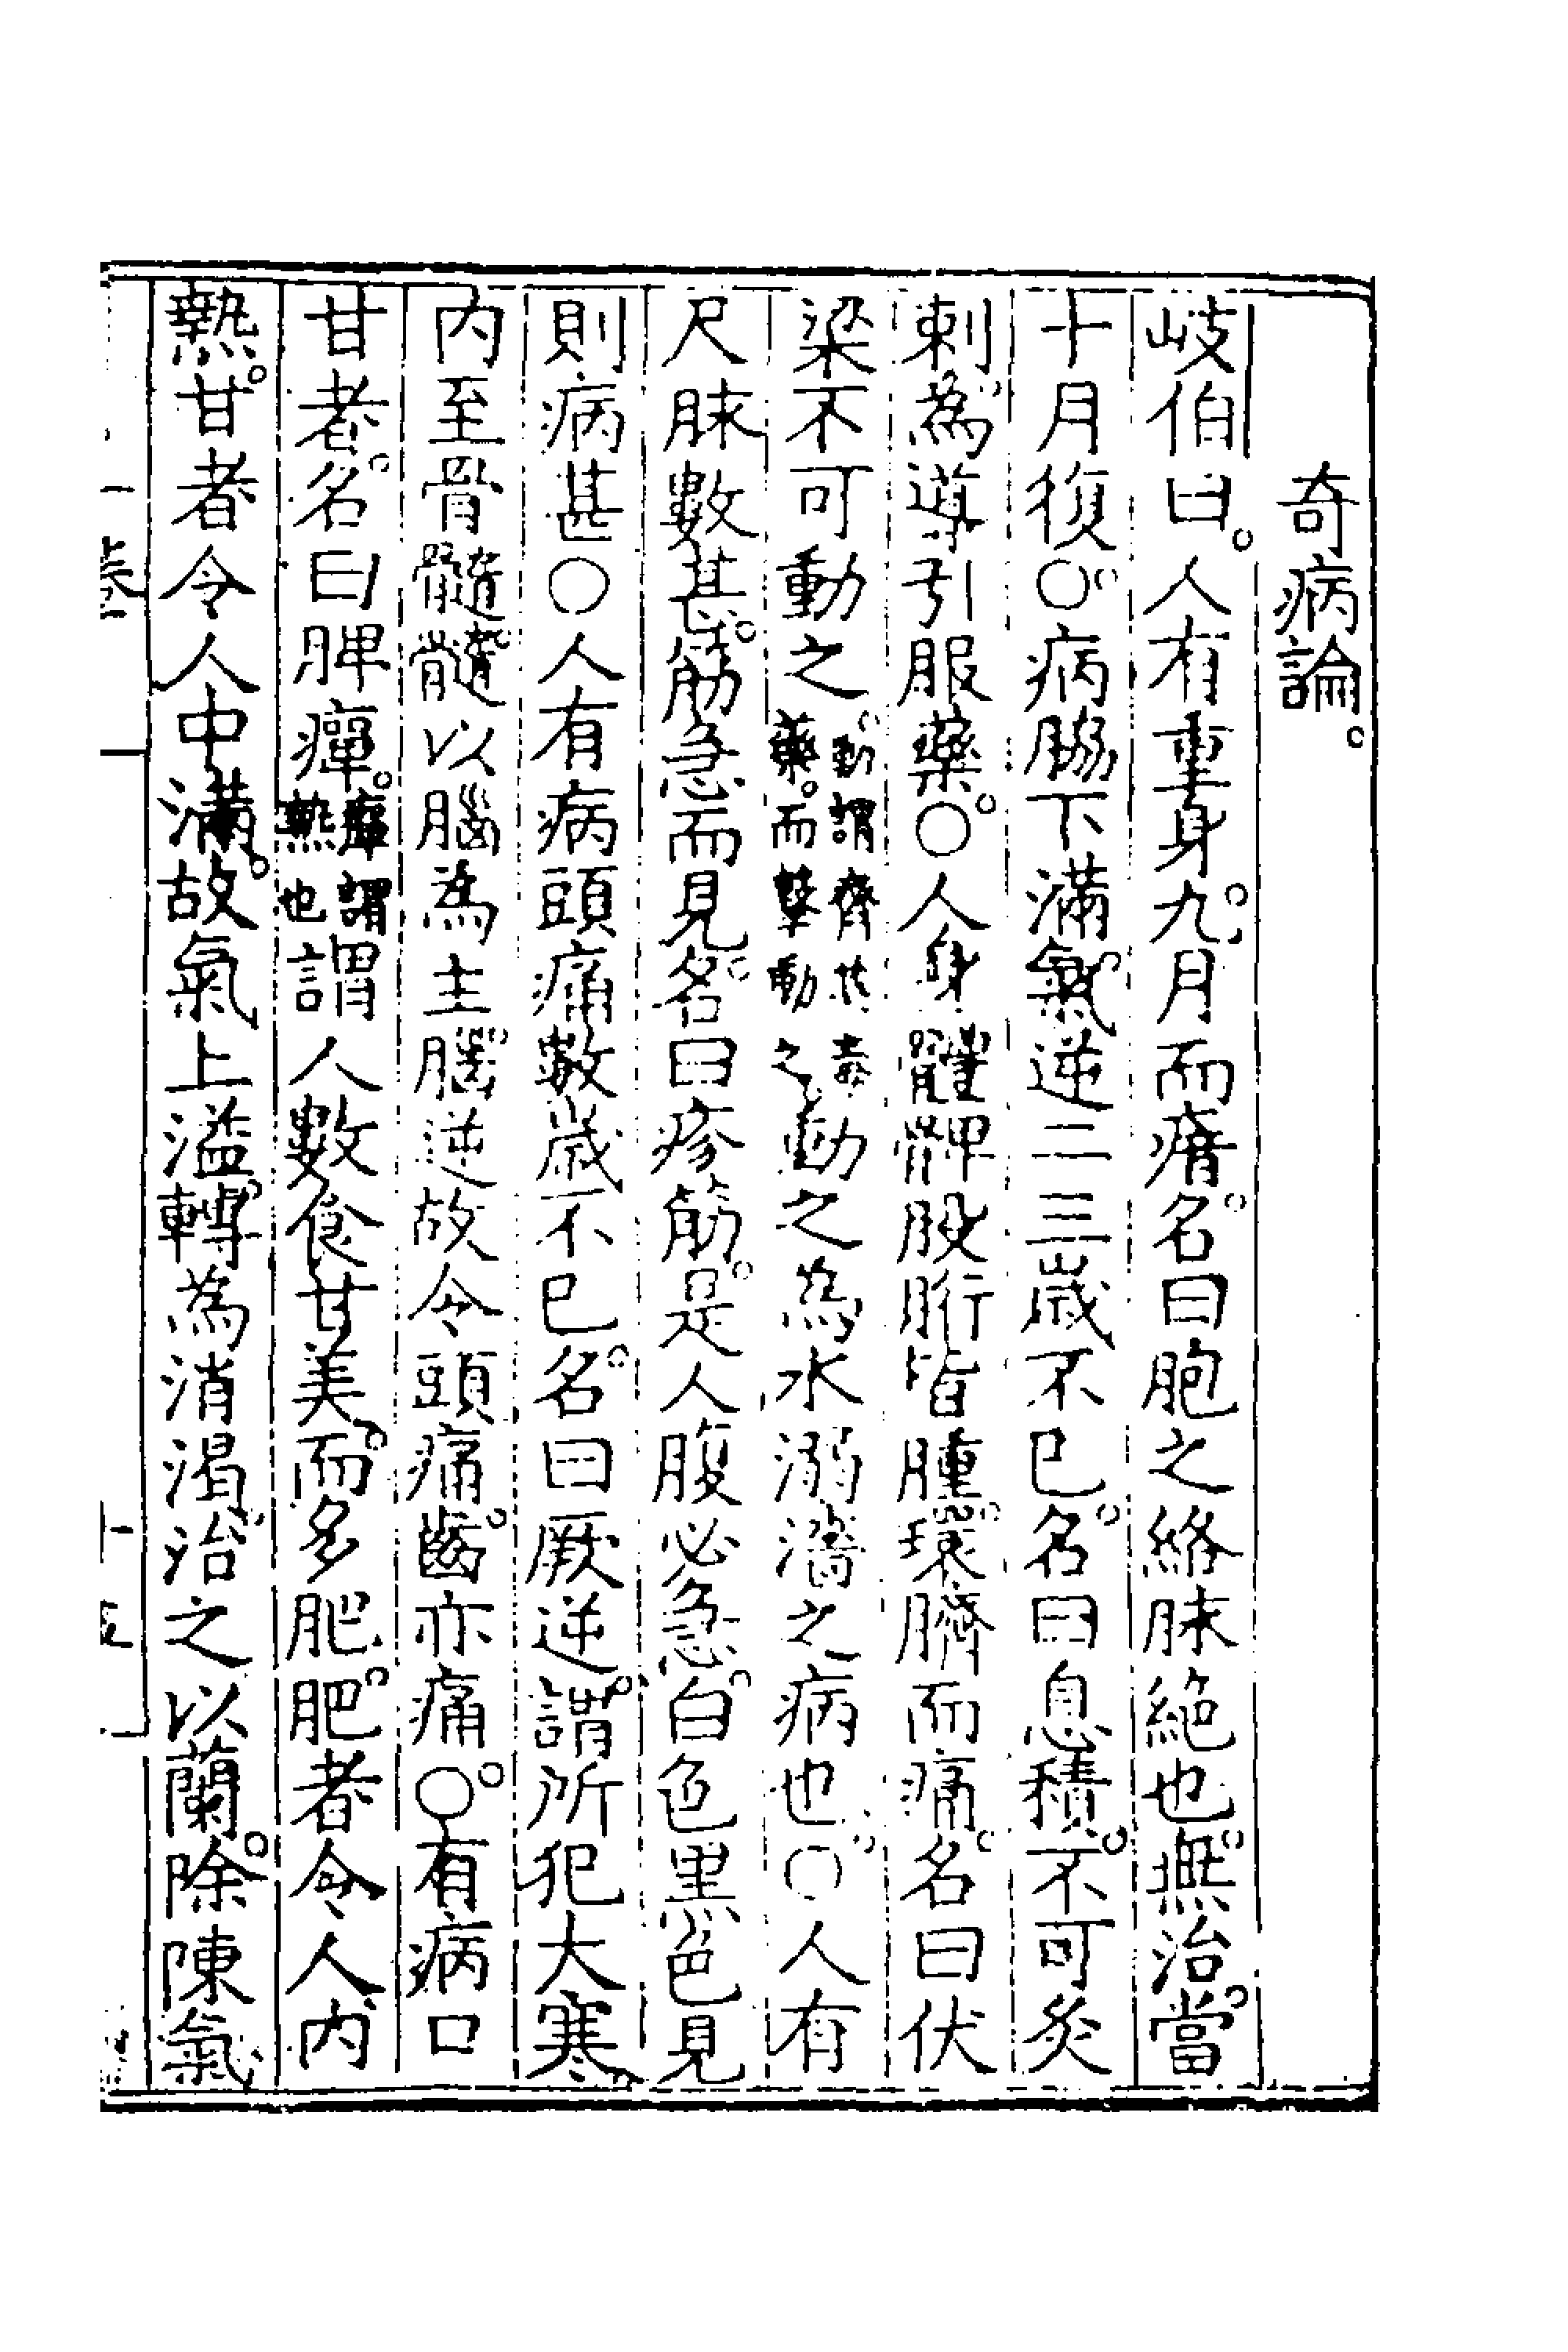 奇病論。
岐伯曰。人有重身。九月而瘖。名曰胞之絡脉絕也。無治。當
十月復。○病脇下滿。氣逆二三歲不已。名曰息積。不可灸
刺。為導引服藥。○人身髖髀股胻皆腫。環臍而痛。名曰伏
梁。不可動之。動謂齊其毒藥。而擊動之。動之為水溺濇之病也。○人有
尺脉數甚。筋急而見。名曰疹筋。是人腹必急。白色黑色見
則病甚○人有病頭痛數歲不已。名曰厥逆。謂所犯大寒
内至骨髓。髓以腦為主。腦逆故令頭痛。齒亦痛。○有病口
甘者。名曰脾癉。癉謂熱也謂人數食甘美。而多肥。肥者令人内
熱。甘者令人中滿。故氣上溢。轉為消渴。治之以蘭。除陳氣
卷
十五